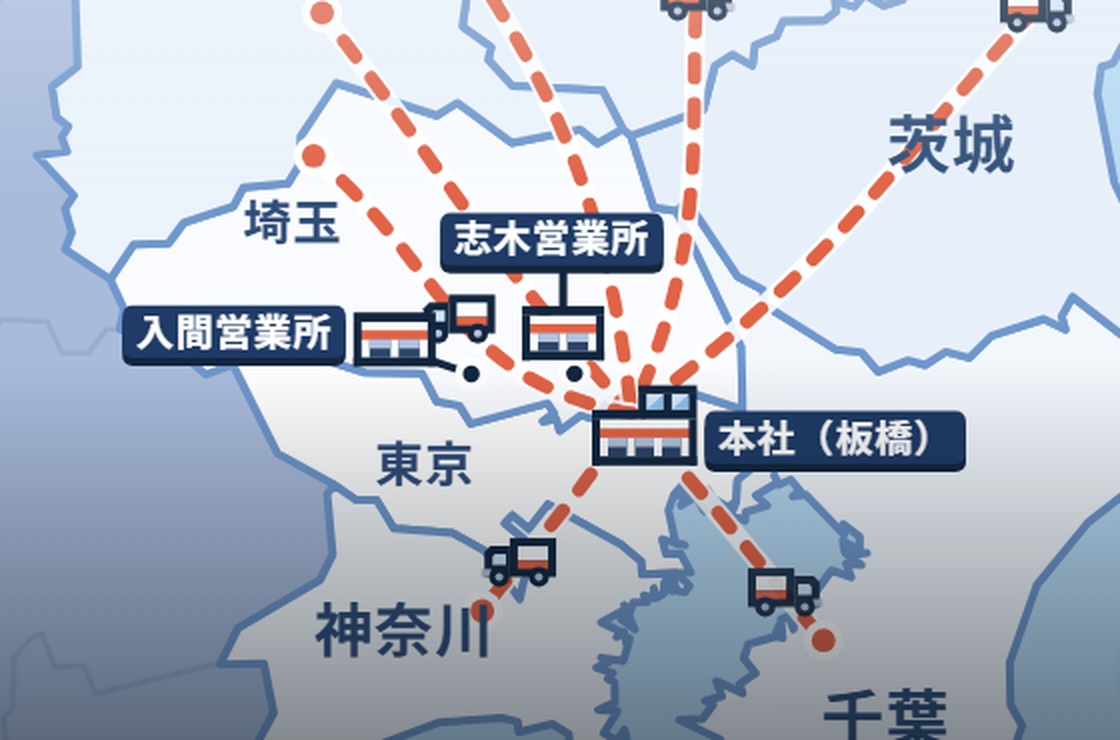 茨城
埼玉
志木営業所
入間営業所
本社（板橋）
東京
神奈川
千葉